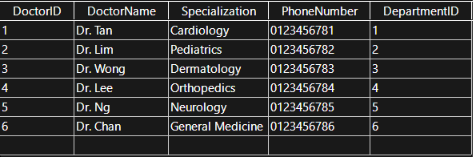 DoctorID DoctorName Specialization PhoneNumber DepartmentID
1 Dr. Tan Cardiology 0123456781 1
2 Dr. Lim Pediatrics 0123456782 2
3 Dr. Wong Dermatology 0123456783 3
4 Dr. Lee Orthopedics 0123456784 4
5 Dr. Ng Neurology 0123456785 5
6 Dr. Chan General Medicine 0123456786 6